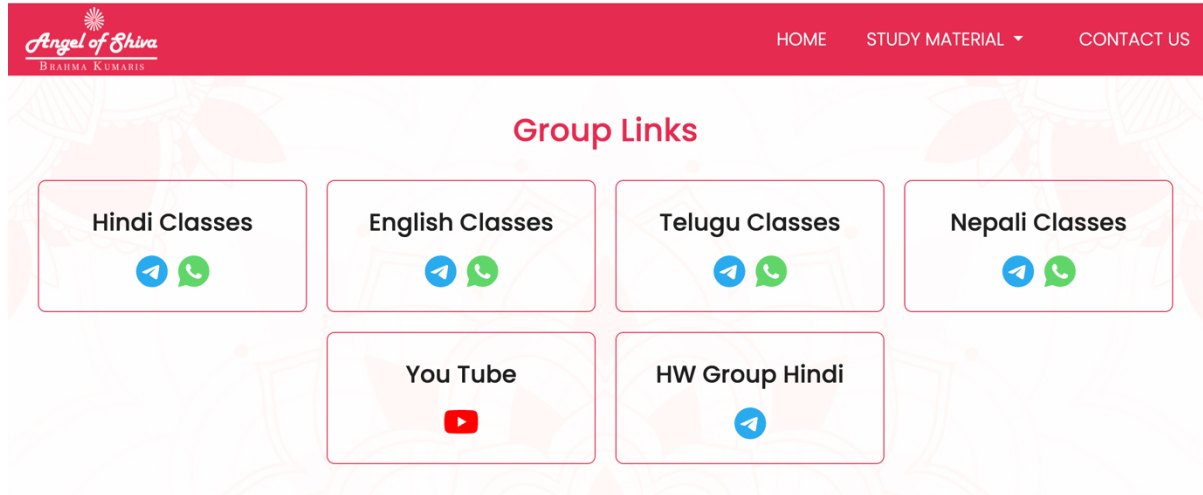 Angel of Shiva
BRAHMA KUMARIS
HOME STUDY MATERIAL CONTACT US
Group Links
Hindi Classes
English Classes
Telugu Classes
Nepali Classes
You Tube
HW Group Hindi